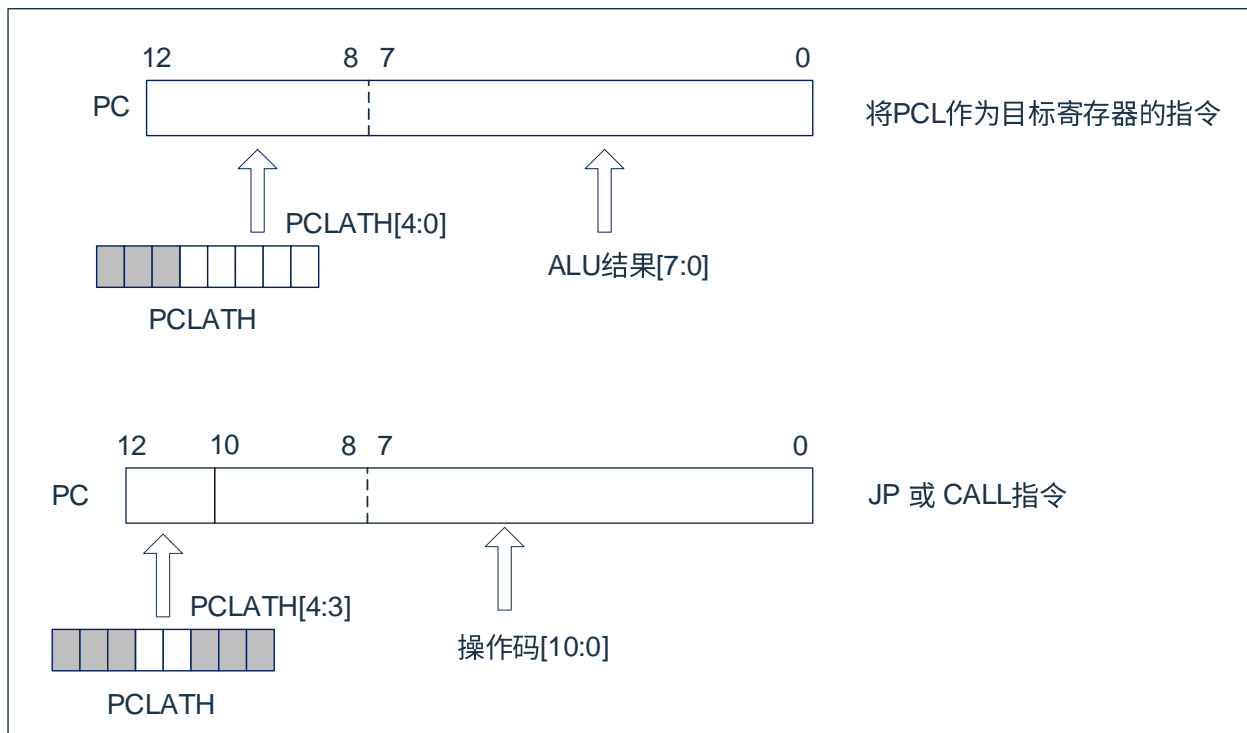 12 8 7 0
PC 将PCL作为目标寄存器的指令
PCLATH[4:0]
ALU结果[7:0]
PCLATH
12 10 8 7 0
PC JP 或 CALL指令
PCLATH[4:3]
操作码[10:0]
PCLATH